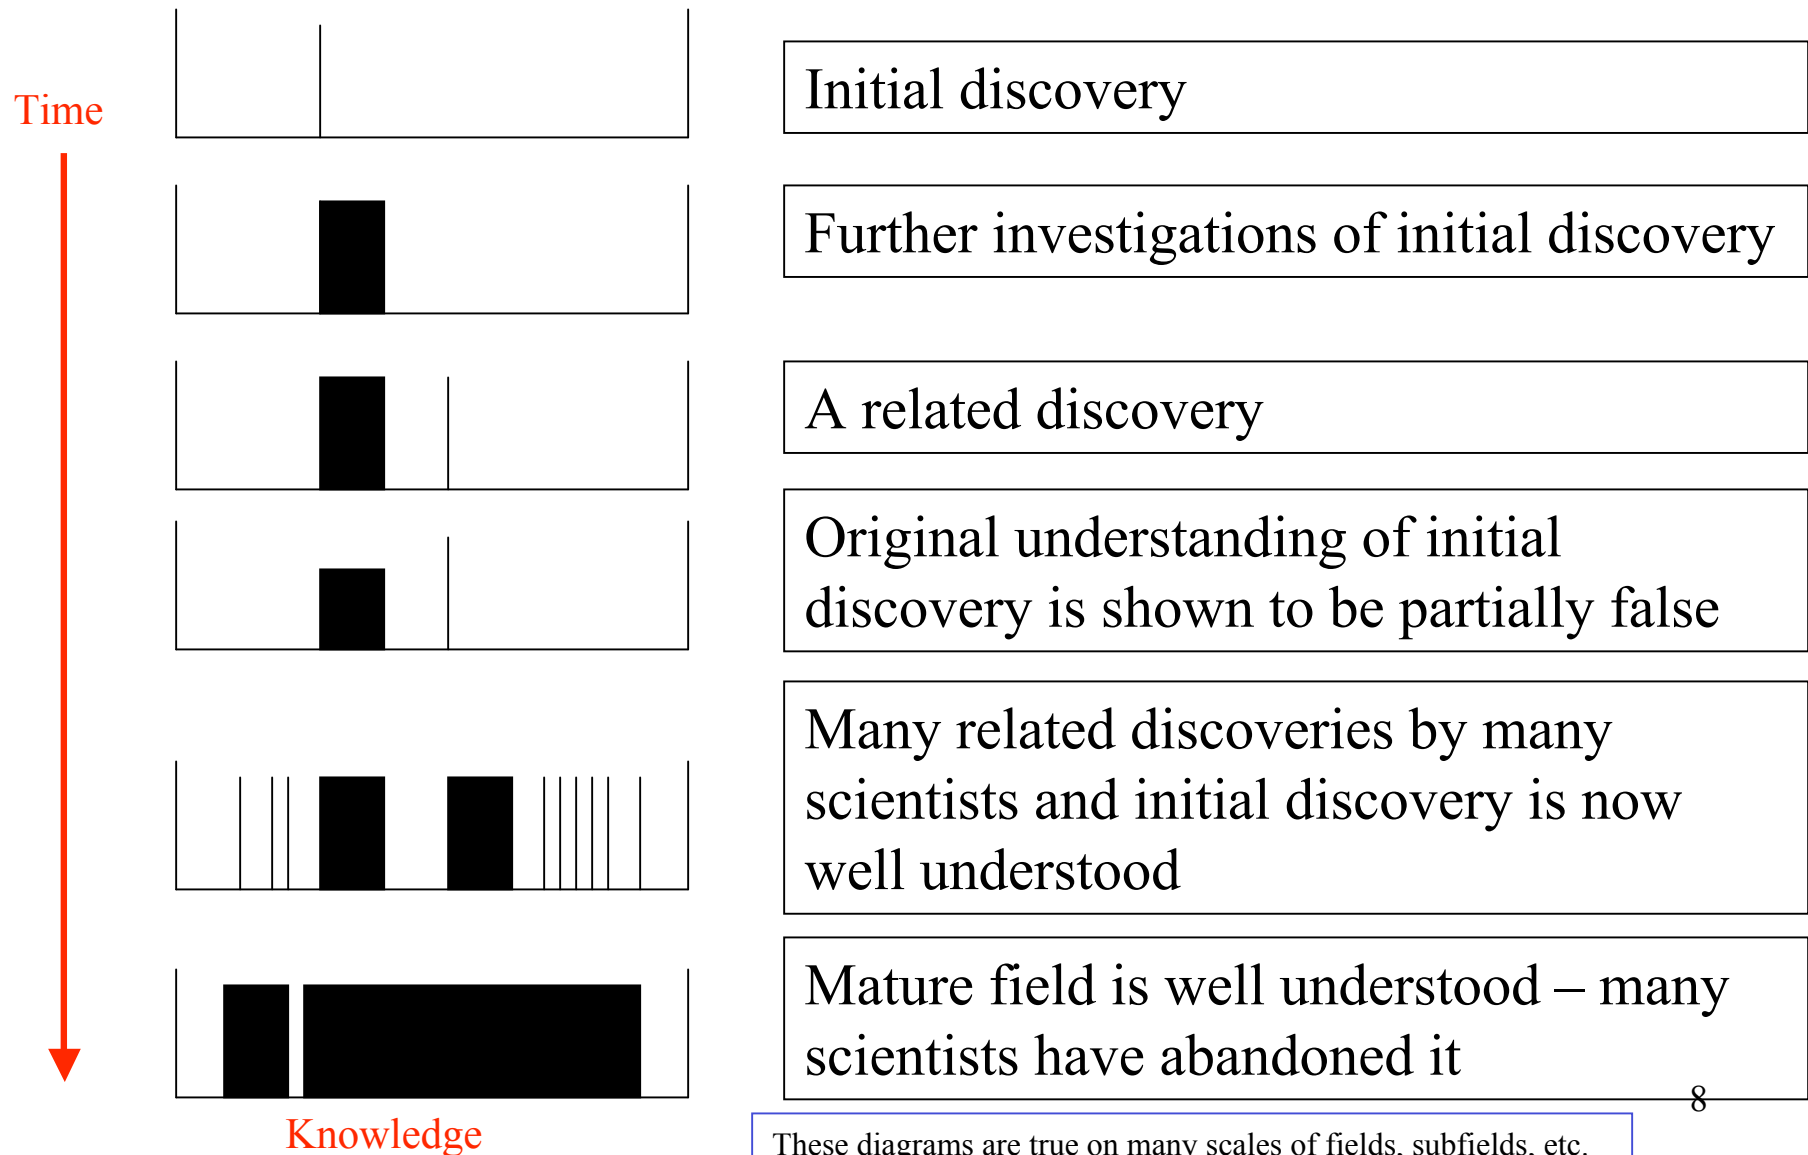 Time
Initial discovery
Further investigations of initial discovery
A related discovery
Original understanding of initial
discovery is shown to be partially false
Many related discoveries by many
scientists and initial discovery is now
well understood
Mature field is well understood – many
scientists have abandoned it
8
Knowledge
These diagrams are true on many scales of fields, subfields, etc.